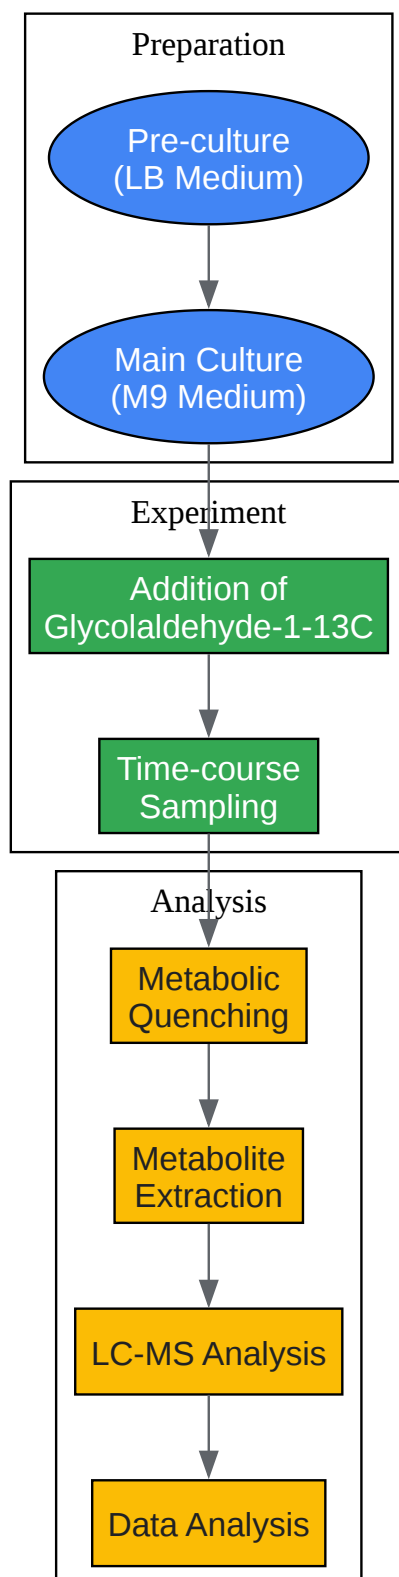 Preparation
Pre-culture
(LB Medium)
Main Culture
(M9 Medium)
Experiment
Addition of
Glycolaldehyde-1-13C
Time-course
Sampling
Analysis
Metabolic
Quenching
Metabolite
Extraction
LC-MS Analysis
Data Analysis